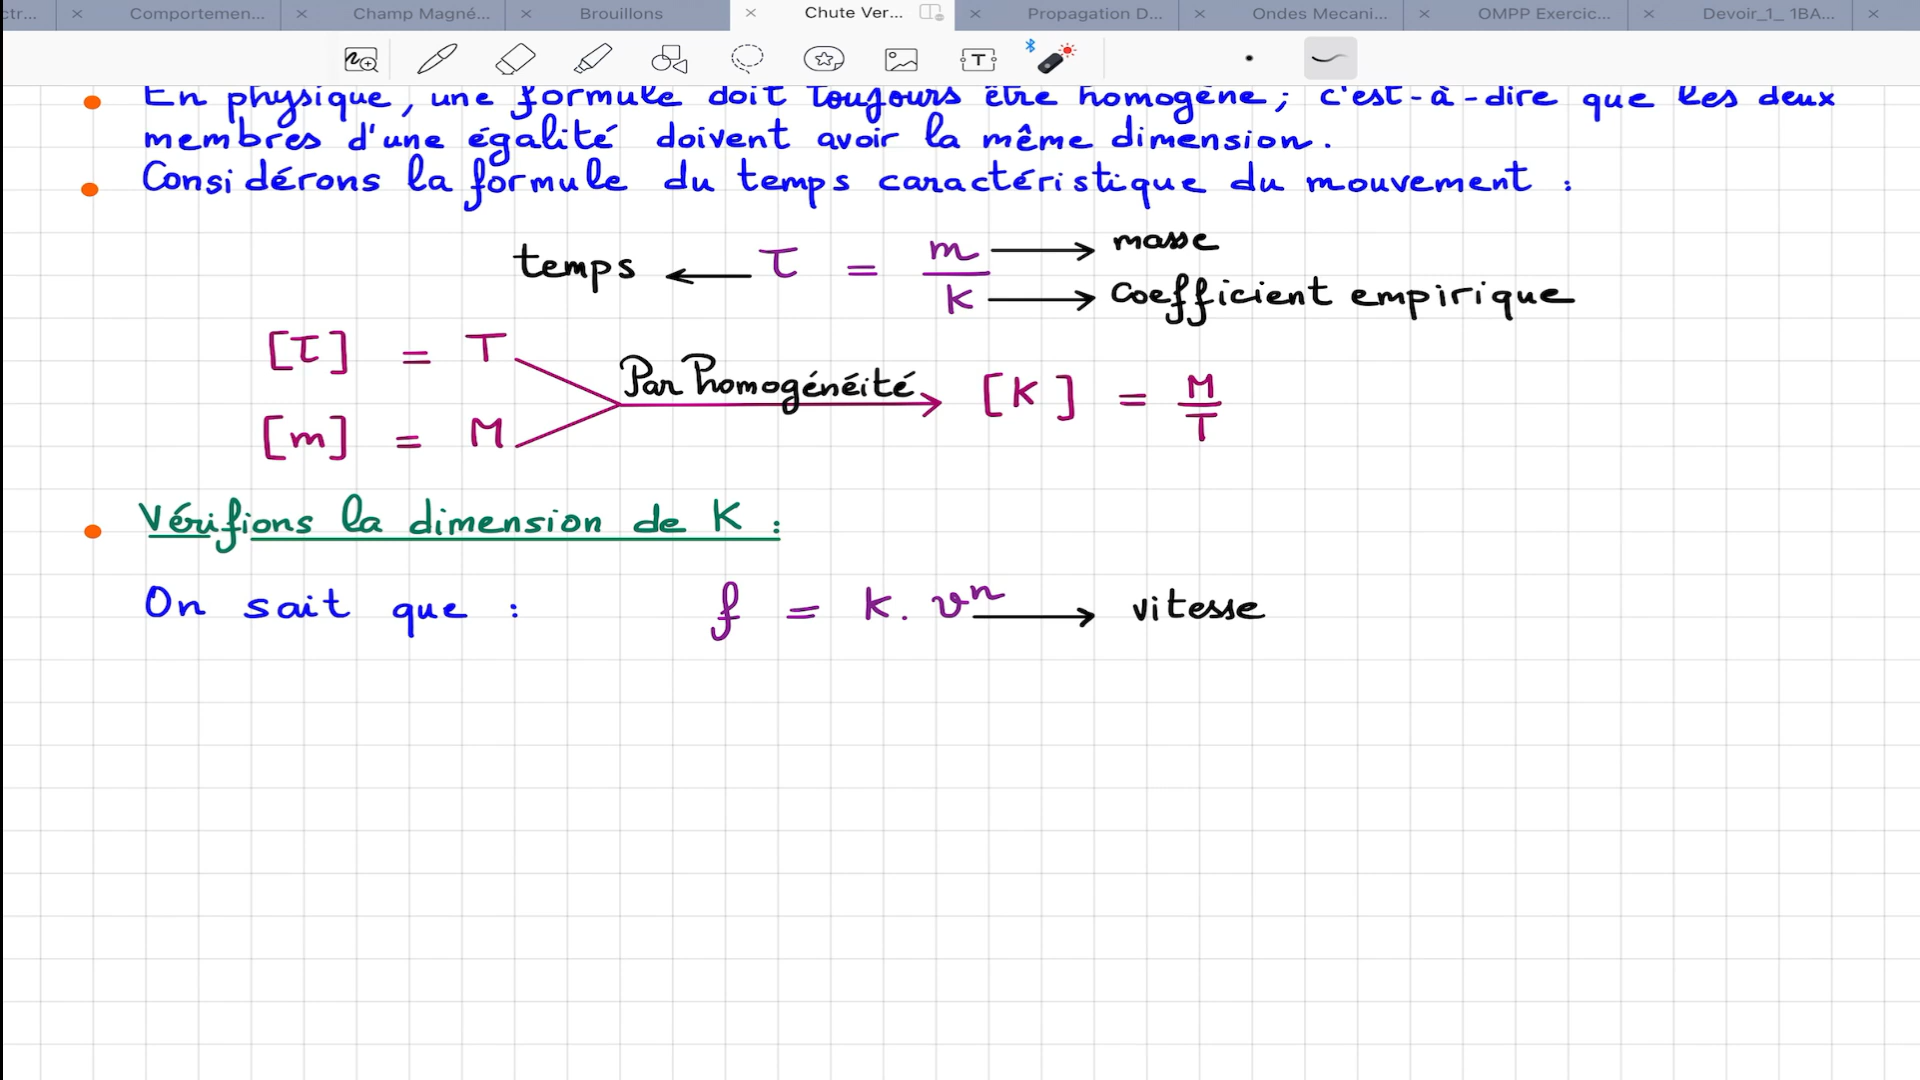 ctr...
Comportemen...
Champ Magné...
Brouillons
Chute Ver...
Propagation D...
Ondes Mecani...
OMPP Exercic...
Devoir_1_ 1BA...
En physique, une formule doit toujours être homogène ; c'est-à-dire que les deux
membres d'une égalité doivent avoir la même dimension.
Considérons la formule du temps caractéristique du mouvement :
temps ← τ = m/K
m → masse
K → coefficient empirique
[τ] = T
[m] = M
Par homogénéité → [K] = M/T
Vérifions la dimension de K :
On sait que : f = K. vⁿ → vitesse